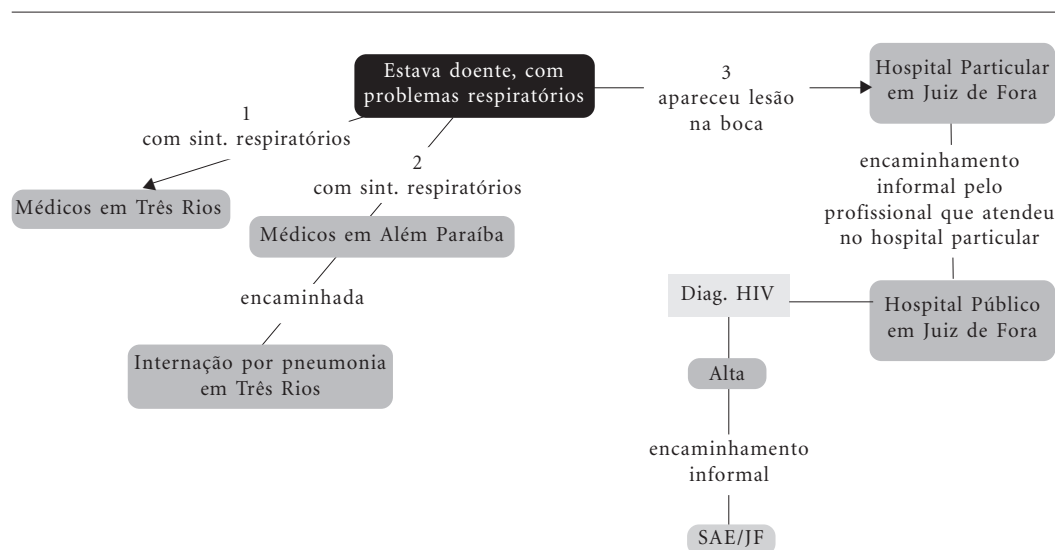 Estava doente, com
problemas respiratórios
1
com sint. respiratórios
Médicos em Três Rios
2
com sint. respiratórios
Médicos em Além Paraíba
encaminhada
Internação por pneumonia
em Três Rios
3
apareceu lesão
na boca
Hospital Particular
em Juiz de Fora
encaminhamento
informal pelo
profissional que atendeu
no hospital particular
Hospital Público
em Juiz de Fora
Diag. HIV
Alta
encaminhamento
informal
SAE/JF